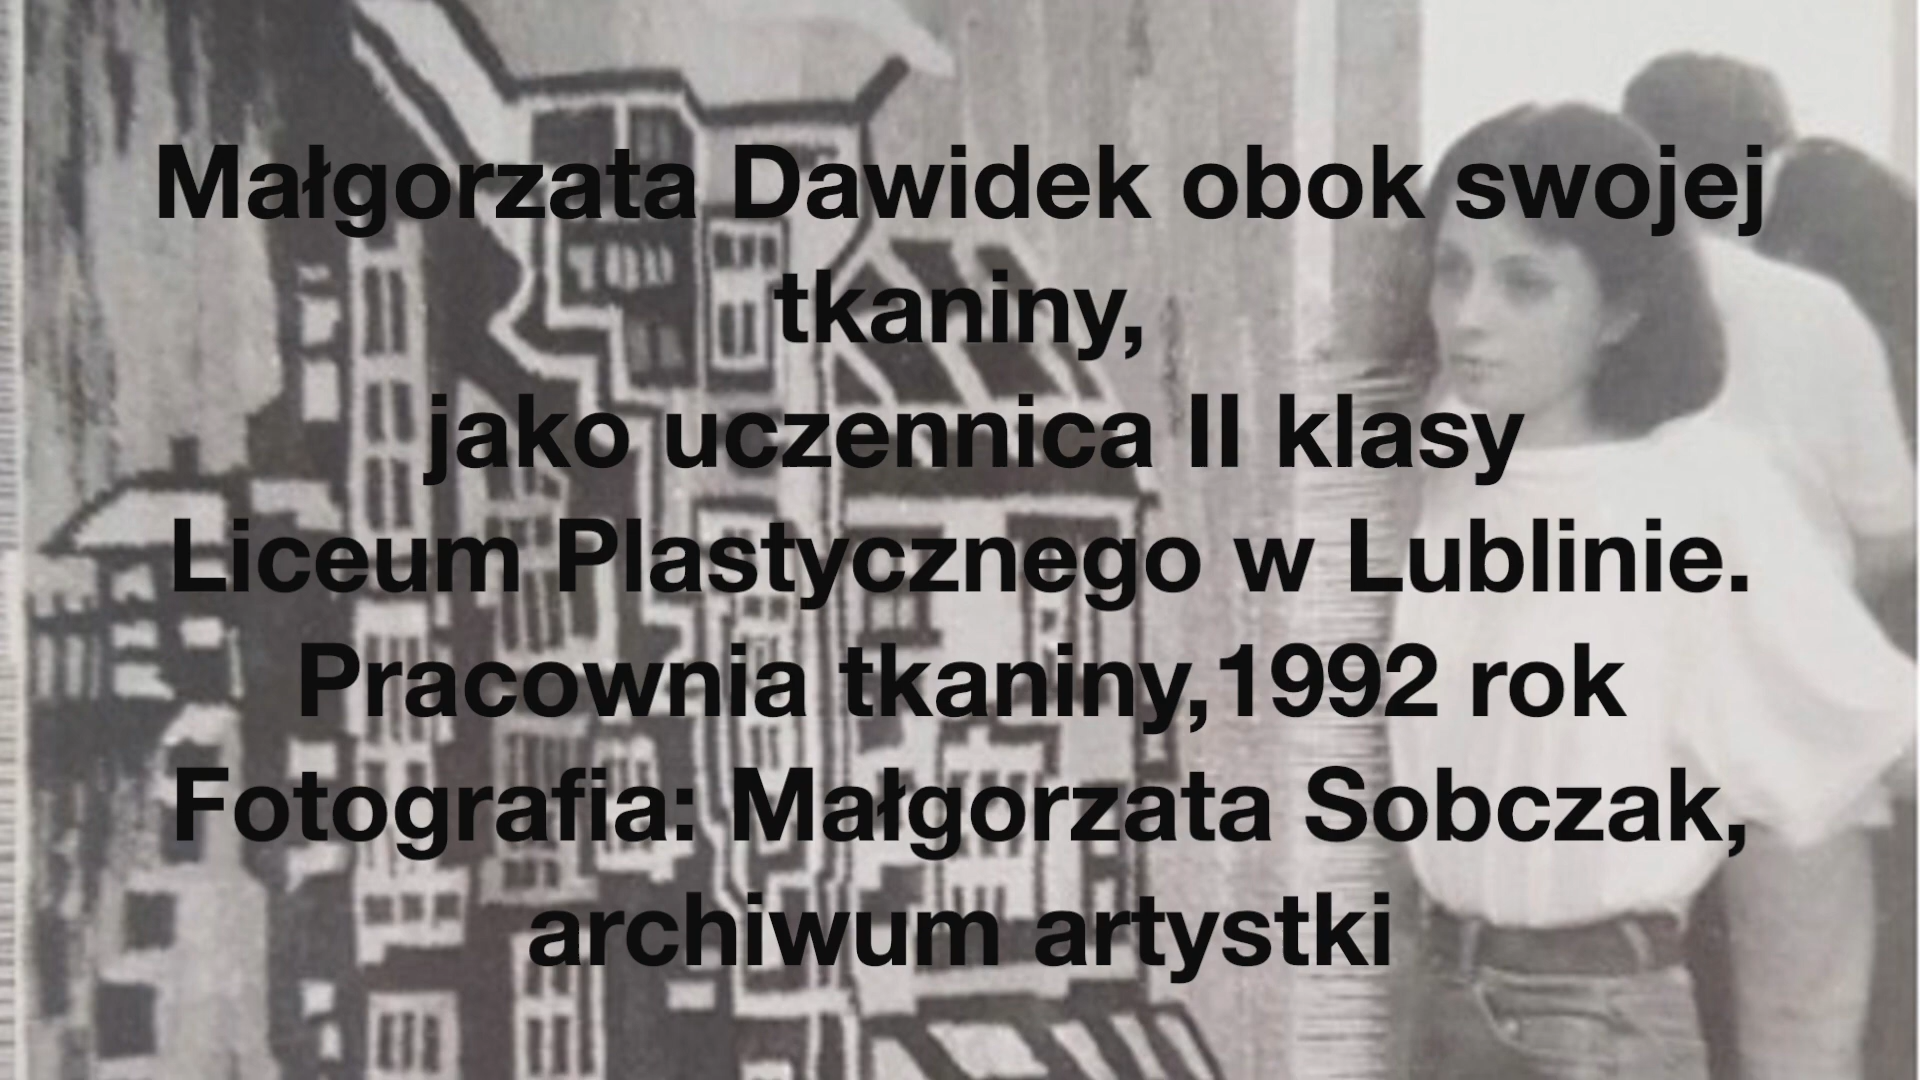 Małgorzata Dawidek obok swojej
tkaniny,
jako uczennica II klasy
Liceum Plastycznego w Lublinie.
Pracownia tkaniny,1992 rok
Fotografia: Małgorzata Sobczak,
archiwum artystki